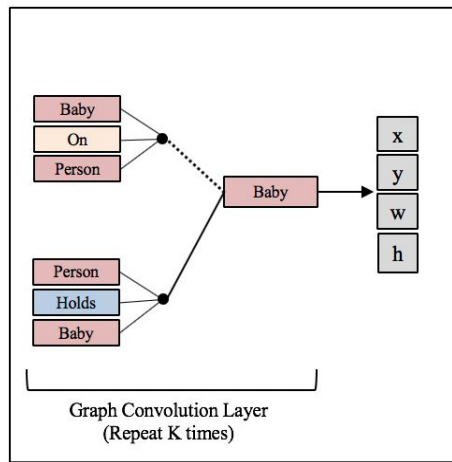 Baby
On
Person
Person
Holds
Baby
Baby
x
y
w
h
Graph Convolution Layer
(Repeat K times)